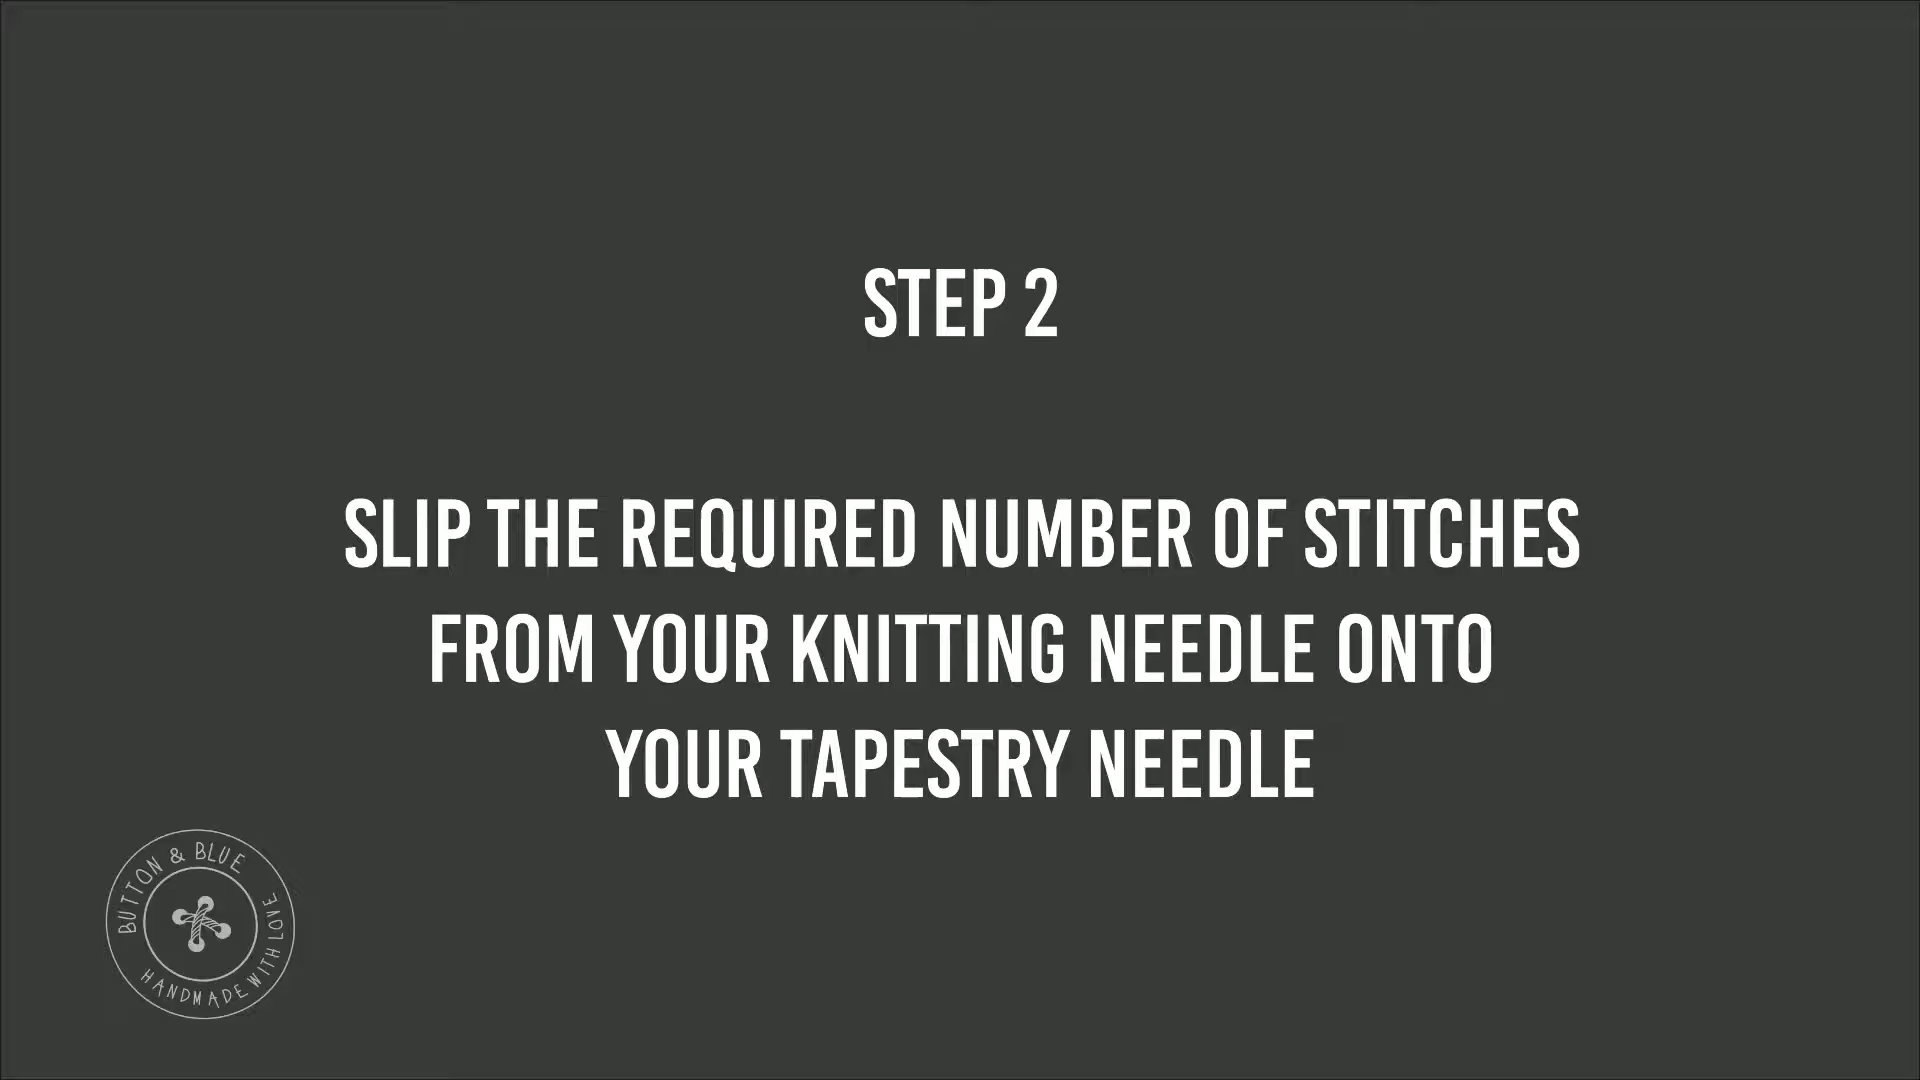 STEP 2
SLIP THE REQUIRED NUMBER OF STITCHES
FROM YOUR KNITTING NEEDLE ONTO
YOUR TAPESTRY NEEDLE
BUTTON & BLUE
HANDMADE WITH LOVE